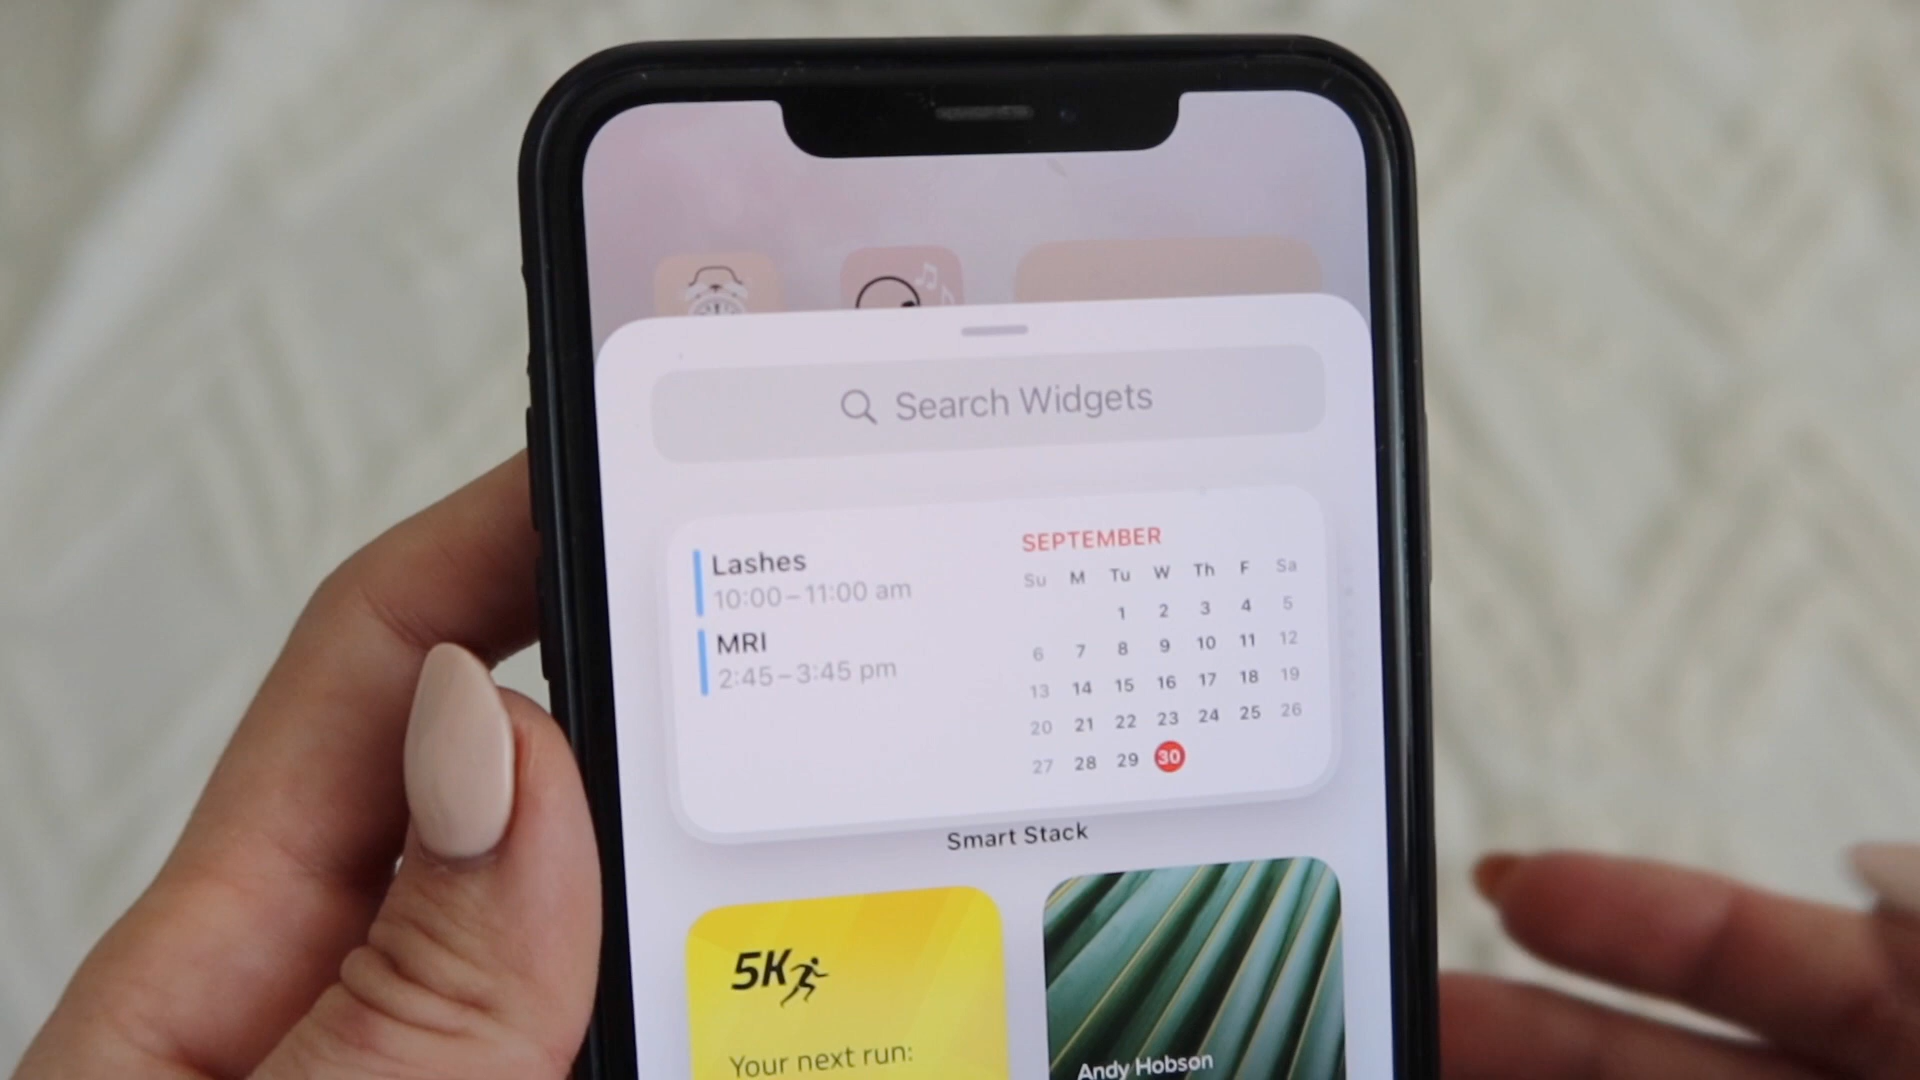 Search Widgets
Lashes
10:00–11:00 am
MRI
2:45–3:45 pm
SEPTEMBER
Su M Tu W Th F Sa
1 2 3 4 5
6 7 8 9 10 11 12
13 14 15 16 17 18 19
20 21 22 23 24 25 26
27 28 29 30
Smart Stack
5K
Your next run:
Andy Hobson